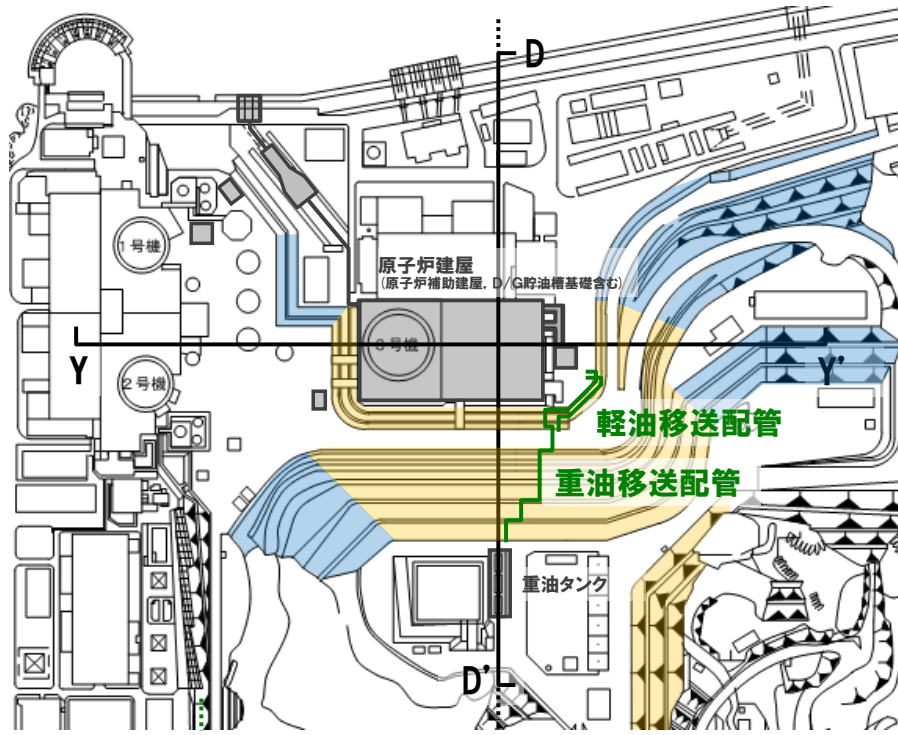 D
1号機
原子炉建屋
(原子炉補助建屋, D/G貯油槽基礎含む)
3号機
Y
Y'
2号機
軽油移送配管
重油移送配管
重油タンク
D'